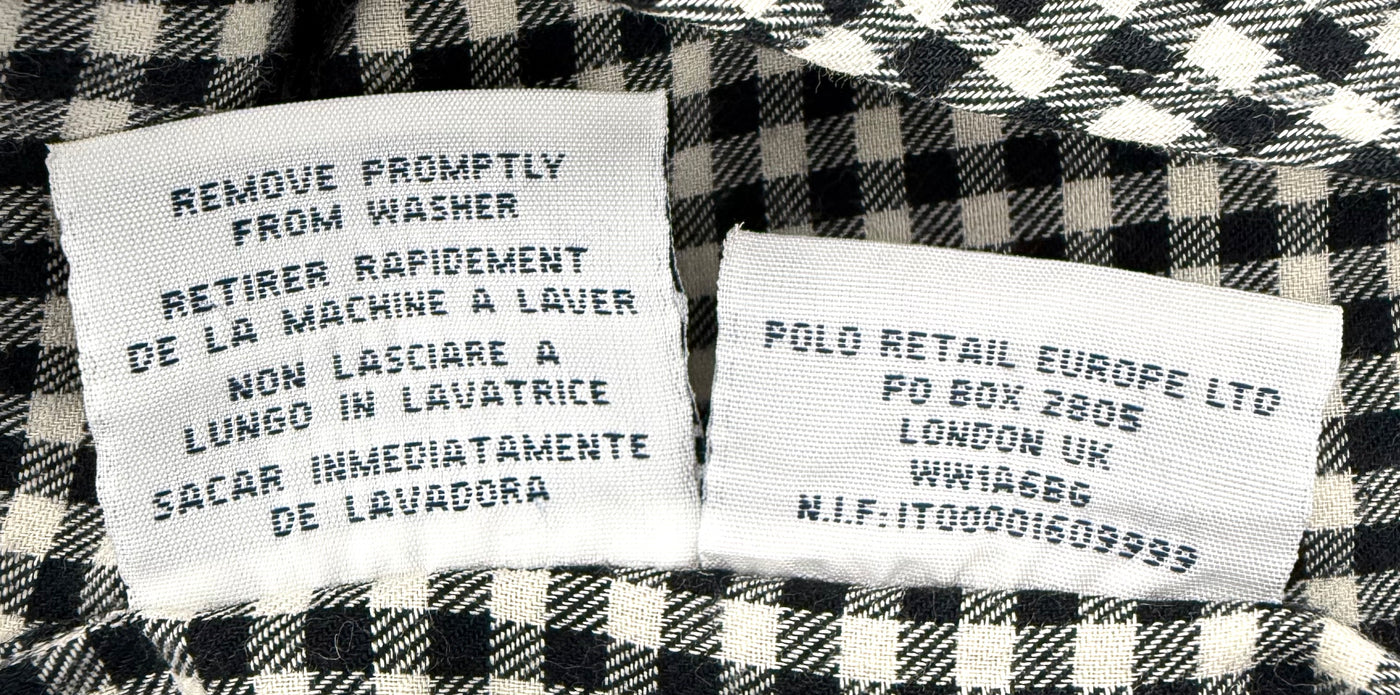 REMOVE PROMPTLY
FROM WASHER
RETIRER RAPIDEMENT
DE LA MACHINE A LAVER
NON LASCIARE A
LUNGO IN LAVATRICE
SACAR INMEDIATAMENTE
DE LAVADORA
POLO RETAIL EUROPE LTD
PO BOX 2805
LONDON UK
WW1A6BG
N.I.F:IT00001609999